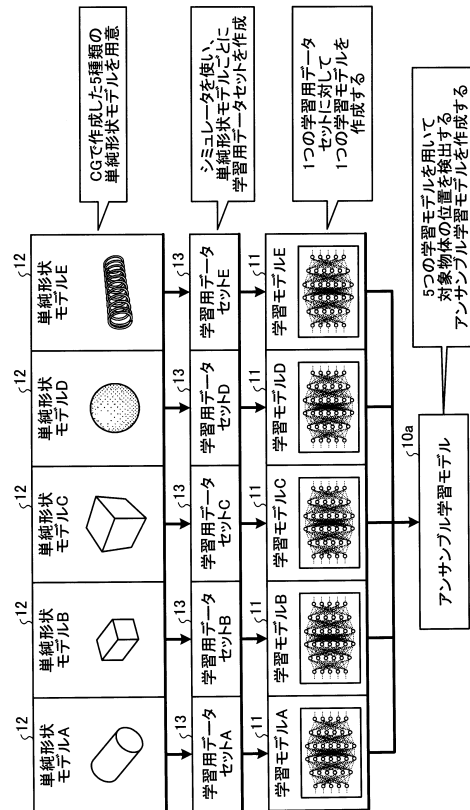 12
単純形状
モデルA
12
単純形状
モデルB
12
単純形状
モデルC
12
単純形状
モデルD
12
単純形状
モデルE
CGで作成した5種類の
単純形状モデルを用意
13
学習用データ
セットA
13
学習用データ
セットB
13
学習用データ
セットC
13
学習用データ
セットD
13
学習用データ
セットE
シミュレータを使い、
単純形状モデルごとに
学習用データセットを作成
11
学習モデルA
11
学習モデルB
11
学習モデルC
11
学習モデルD
11
学習モデルE
1つの学習用データ
セットに対して
1つの学習モデルを
作成する
10a
アンサンブル学習モデル
5つの学習モデルを用いて
対象物体の位置を検出する
アンサンブル学習モデルを作成する